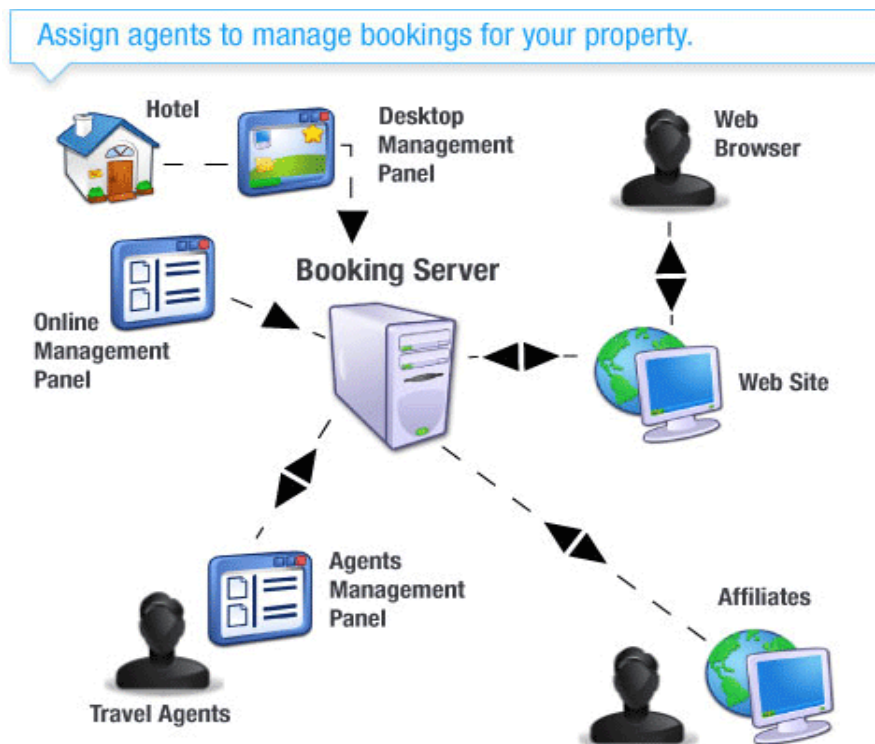 Assign agents to manage bookings for your property.
Hotel
Desktop
Management
Panel
Web
Browser
Booking Server
Online
Management
Panel
Web Site
Agents
Management
Panel
Affiliates
Travel Agents